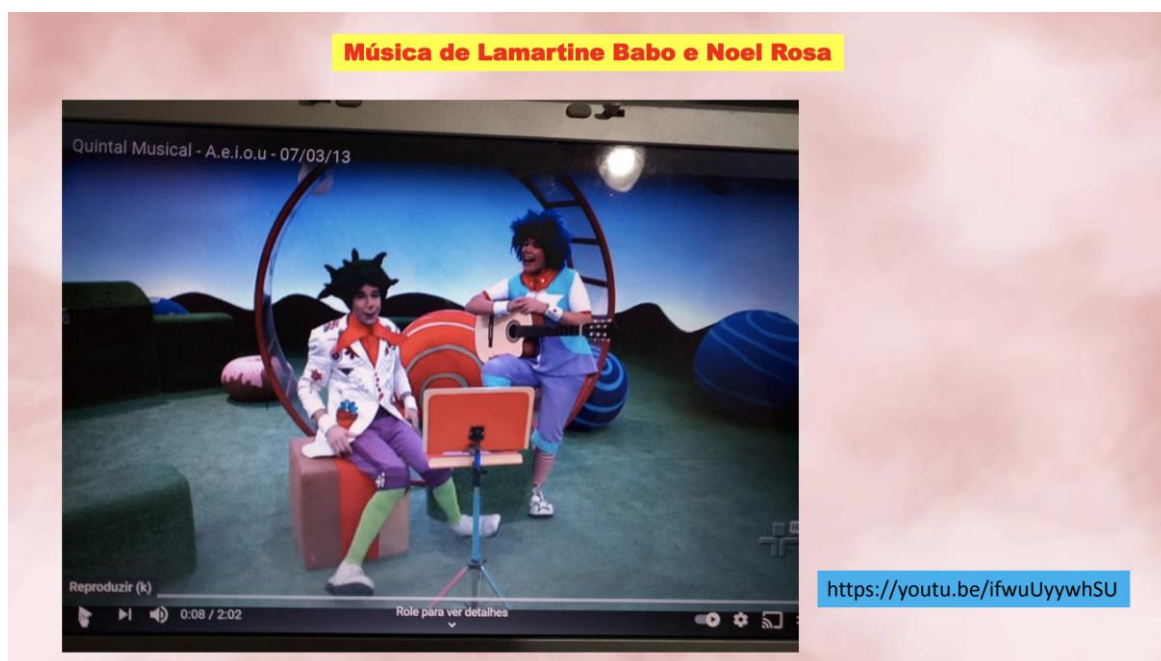 Música de Lamartine Babo e Noel Rosa
Quintal Musical - A.e.i.o.u - 07/03/13
Reproduzir (k)
0:08 / 2:02
Role para ver detalhes
https://youtu.be/ifwuUyywhSU